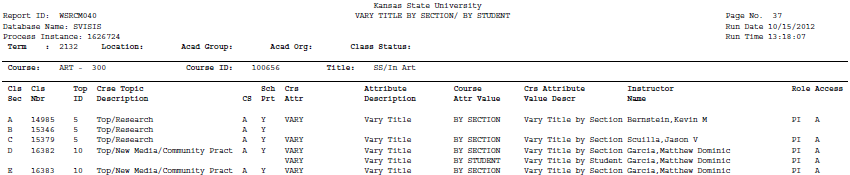 Kansas State University
Report ID: WSRCM040 VARY TITLE BY SECTION/ BY STUDENT Page No. 37
Database Name: SVISIS Run Date 10/15/2012
Process Instance: 1626724 Run Time 13:18:07
Term : 2132 Location: Acad Group: Acad Org: Class Status:
Course: ART - 300 Course ID: 100656 Title: SS/In Art
Cls Cls Top Crse Topic Sch Crs Attribute Course Crs Attribute Instructor Role Access
Sec Nbr ID Description CS Prt Attr Description Attr Value Value Descr Name
A 14985 5 Top/Research A Y VARY Vary Title BY SECTION Vary Title by Section Bernstein,Kevin M PI A
B 15346 5 Top/Research A Y
C 15379 5 Top/Research A Y VARY Vary Title BY SECTION Vary Title by Section Scuilla,Jason V PI A
D 16382 10 Top/New Media/Community Pract A Y VARY Vary Title BY SECTION Vary Title by Section Garcia,Matthew Dominic PI A
VARY Vary Title BY STUDENT Vary Title by Student Garcia,Matthew Dominic PI A
E 16383 10 Top/New Media/Community Pract A Y VARY Vary Title BY SECTION Vary Title by Section Garcia,Matthew Dominic PI A